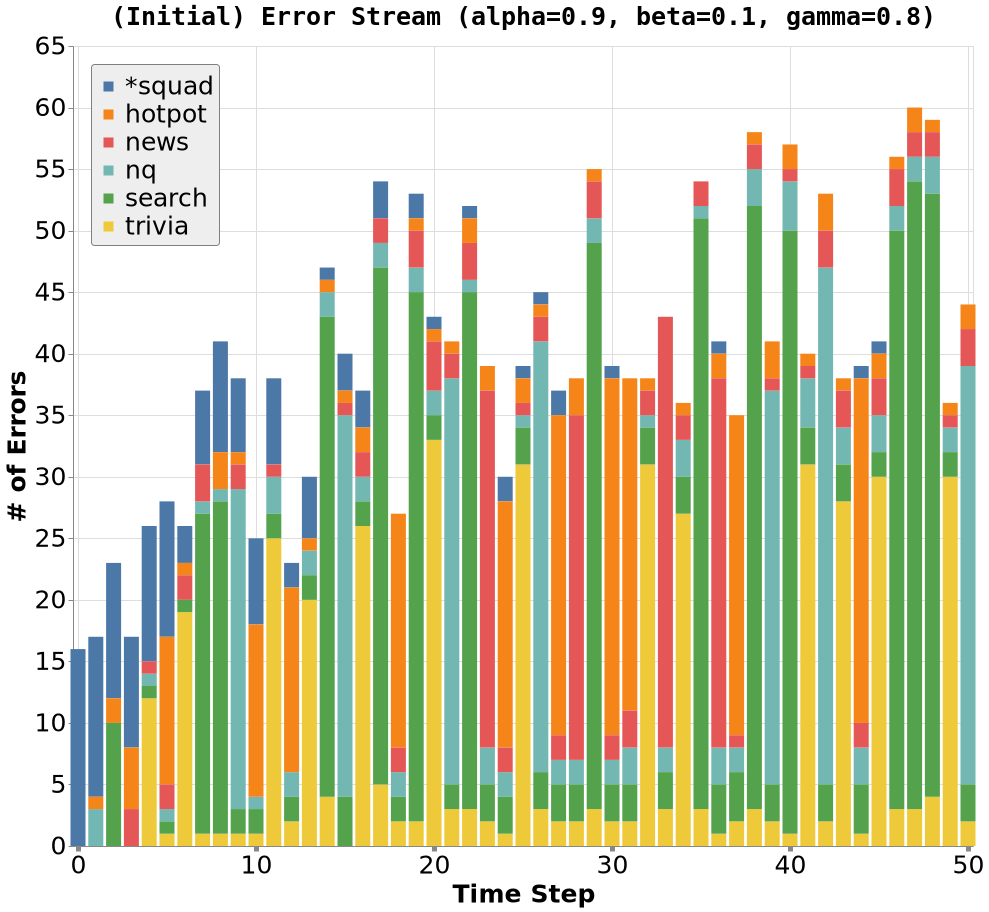 (Initial) Error Stream (alpha=0.9, beta=0.1, gamma=0.8)
65
60
55
50
45
40
35
30
25
20
15
10
5
0
# of Errors
*squad
hotpot
news
nq
search
trivia
0 10 20 30 40 50
Time Step